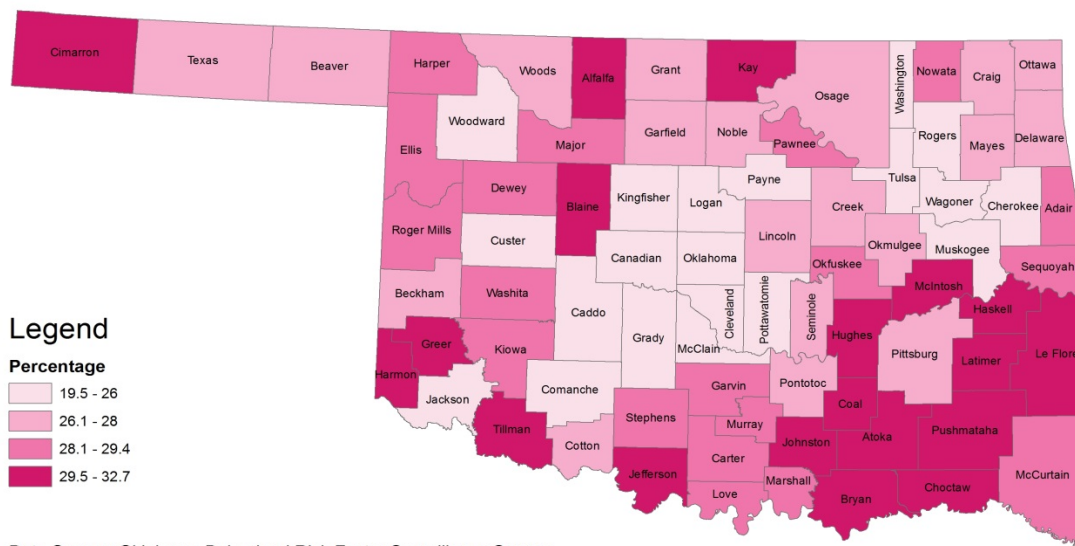 Cimarron
Texas
Beaver
Harper
Woods
Alfalfa
Grant
Kay
Osage
Washington
Nowata
Craig
Ottawa
Woodward
Ellis
Major
Garfield
Noble
Pawnee
Rogers
Mayes
Delaware
Dewey
Blaine
Kingfisher
Logan
Payne
Creek
Tulsa
Wagoner
Cherokee
Adair
Roger Mills
Custer
Canadian
Oklahoma
Lincoln
Okfuskee
Okmulgee
Muskogee
Sequoyah
Beckham
Washita
Caddo
Grady
McClain
Cleveland
Pottawatomie
Seminole
Hughes
McIntosh
Haskell
Pittsburg
Latimer
Le Flore
Greer
Harmon
Kiowa
Jackson
Comanche
Tillman
Cotton
Stephens
Garvin
Pontotoc
Murray
Coal
Johnston
Atoka
Pushmataha
McCurtain
Jefferson
Carter
Love
Marshall
Bryan
Choctaw
Legend
Percentage
19.5 - 26
26.1 - 28
28.1 - 29.4
29.5 - 32.7